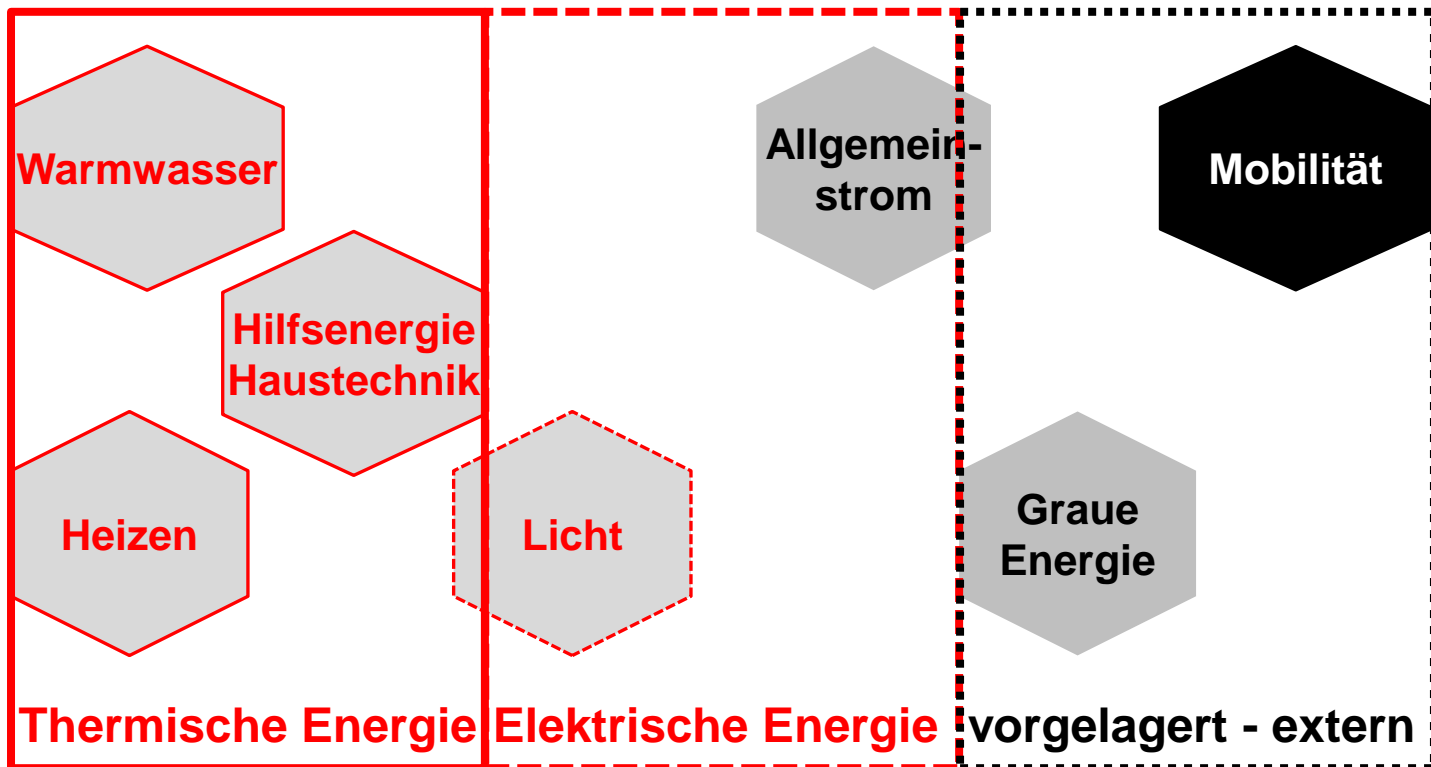 Warmwasser
Allgemein-
strom
Mobilität
Hilfsenergie
Haustechnik
Heizen
Licht
Graue
Energie
Thermische Energie
Elektrische Energie
vorgelagert - extern